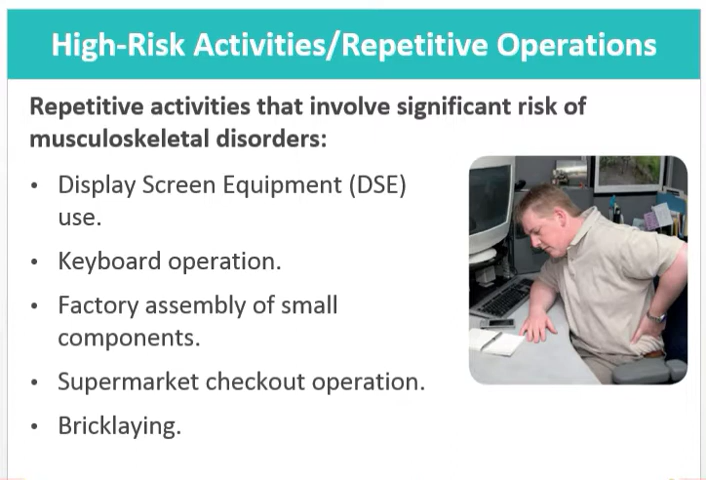 High-Risk Activities/Repetitive Operations
Repetitive activities that involve significant risk of
musculoskeletal disorders:
• Display Screen Equipment (DSE)
use.
• Keyboard operation.
• Factory assembly of small
components.
• Supermarket checkout operation.
• Bricklaying.